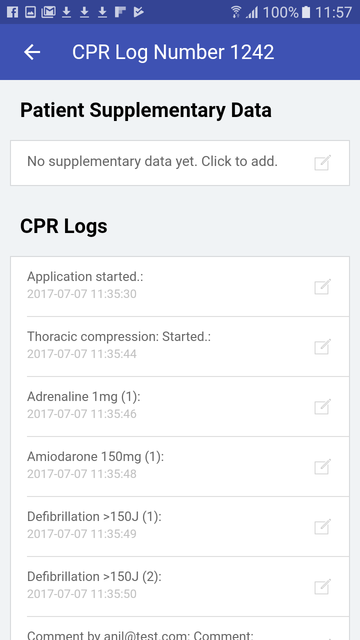 100% 11:57
CPR Log Number 1242
Patient Supplementary Data
No supplementary data yet. Click to add.
CPR Logs
Application started.:
2017-07-07 11:35:30
Thoracic compression: Started.:
2017-07-07 11:35:44
Adrenaline 1mg (1):
2017-07-07 11:35:46
Amiodarone 150mg (1):
2017-07-07 11:35:48
Defibrillation >150J (1):
2017-07-07 11:35:49
Defibrillation >150J (2):
2017-07-07 11:35:50
Comment by anil@test.com: Comment: